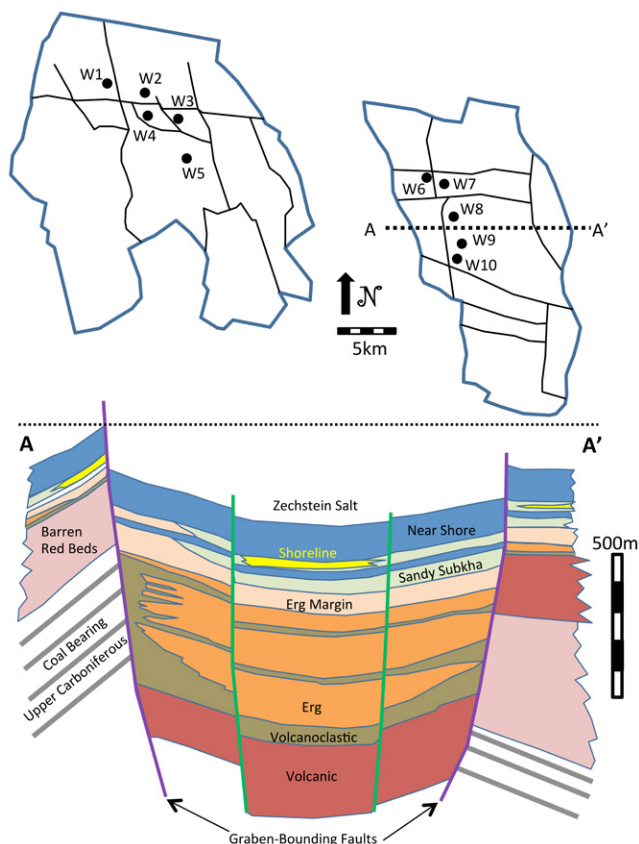 W1
W2
W3
W4
W5
W6
W7
W8
A
A'
W9
W10
N
5km
A
A'
Zechstein Salt
Near Shore
Shoreline
Barren
Red Beds
Sandy Subkha
Erg Margin
500m
Coal Bearing
Upper Carboniferous
Erg
Volcanoclastic
Volcanic
Graben-Bounding Faults